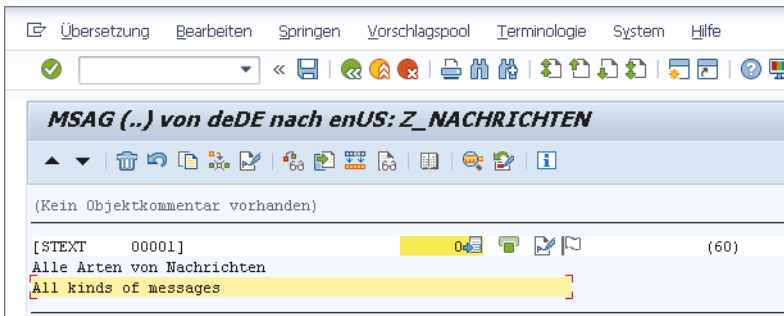 Übersetzung Bearbeiten Springen Vorschlagspool Terminologie System Hilfe
MSAG (..) von deDE nach enUS: Z_NACHRICHTEN
(Kein Objektkommentar vorhanden)
[STEXT 00001] 0 (60)
Alle Arten von Nachrichten
All kinds of messages